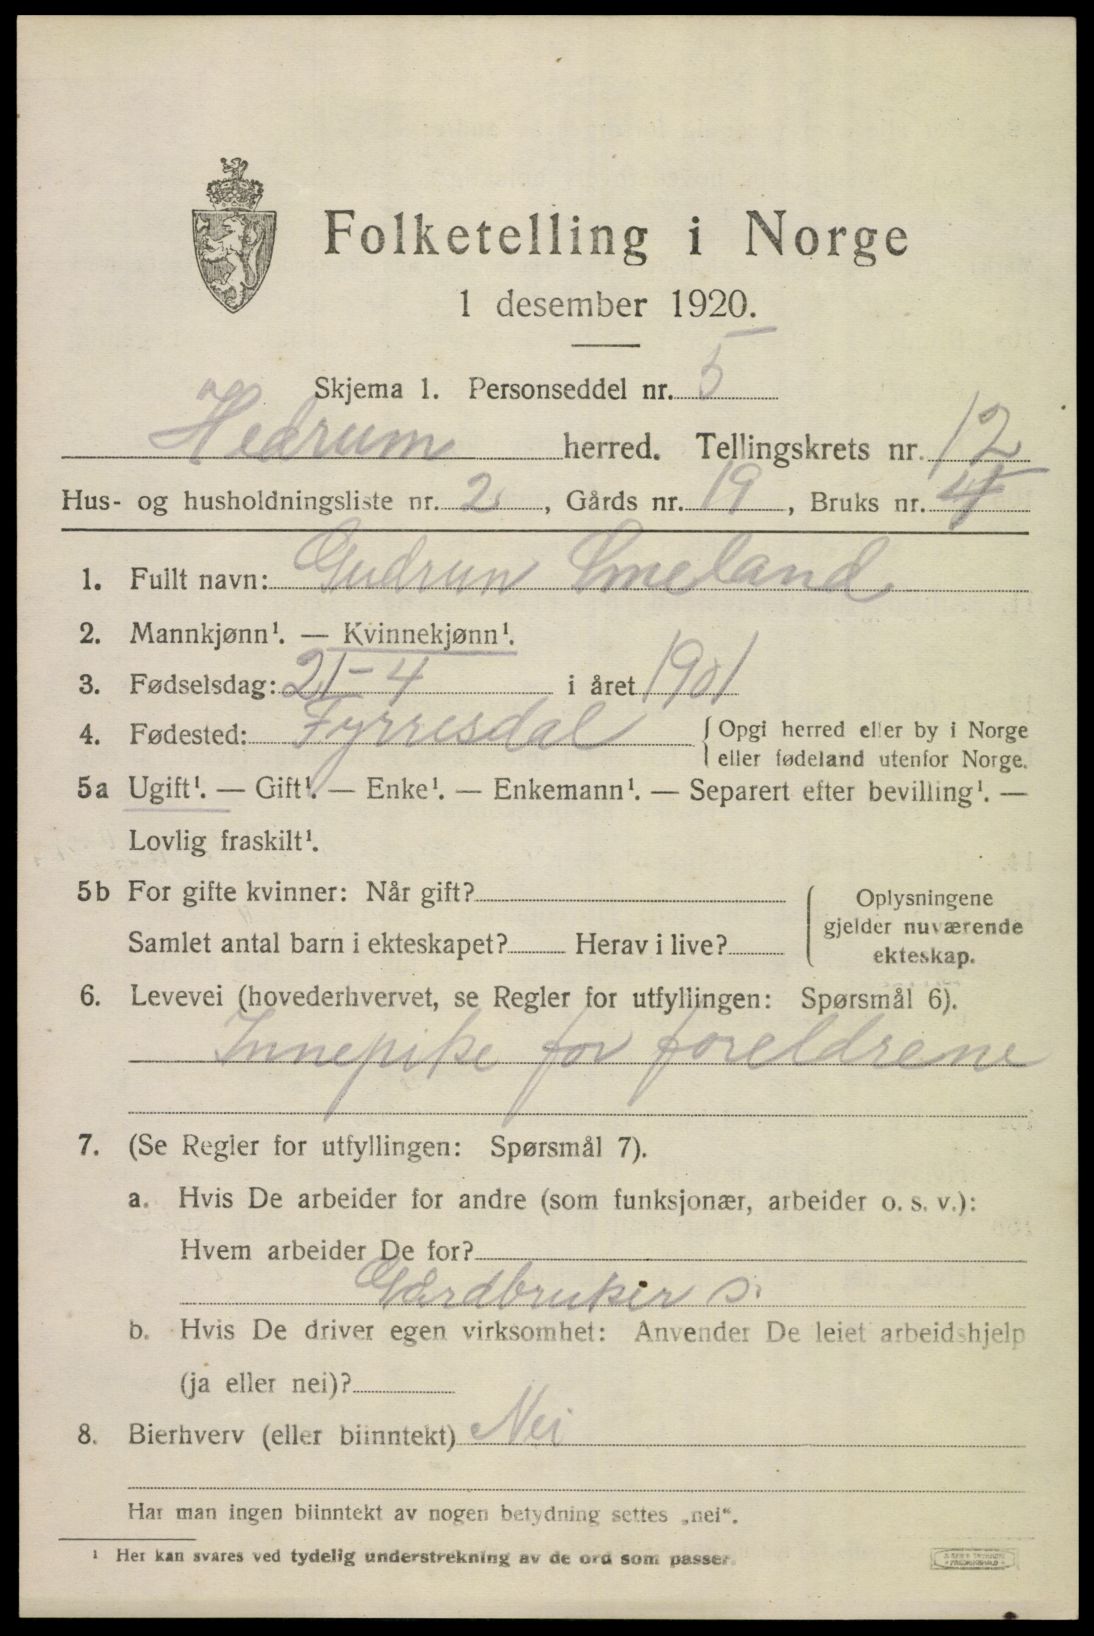 Folketelling i Norge
1 desember 1920.
Skjema 1. Personseddel nr. 5
Hedrum herred. Tellingskrets nr. 12
Hus- og husholdningsliste nr. 2, Gårds nr. 19, Bruks nr. 4
1. Fullt navn: Gudrun Smeland
2. Mannkjønn¹. — Kvinnekjønn¹.
3. Fødselsdag: 21-4 i året 1901
4. Fødested: Fyrresdal { Opgi herred eller by i Norge
eller fødeland utenfor Norge.
5a Ugift¹. — Gift¹. — Enke¹. — Enkemann¹. — Separert efter bevilling¹. —
Lovlig fraskilt¹.
5b For gifte kvinner: Når gift?
Samlet antal barn i ekteskapet? Herav i live?
{ Oplysningene
gjelder nuværende
ekteskap.
6. Levevei (hovederhvervet, se Regler for utfyllingen: Spørsmål 6).
Innepike for foreldrene
7. (Se Regler for utfyllingen: Spørsmål 7).
a. Hvis De arbeider for andre (som funksjonær, arbeider o. s. v.):
Hvem arbeider De for?
Gårdbruker S.
b. Hvis De driver egen virksomhet: Anvender De leiet arbeidshjelp
(ja eller nei)?
8. Bierhverv (eller biinntekt) Nei
Har man ingen biinntekt av nogen betydning settes „nei“.
¹ Her kan svares ved tydelig understrekning av de ord som passer.